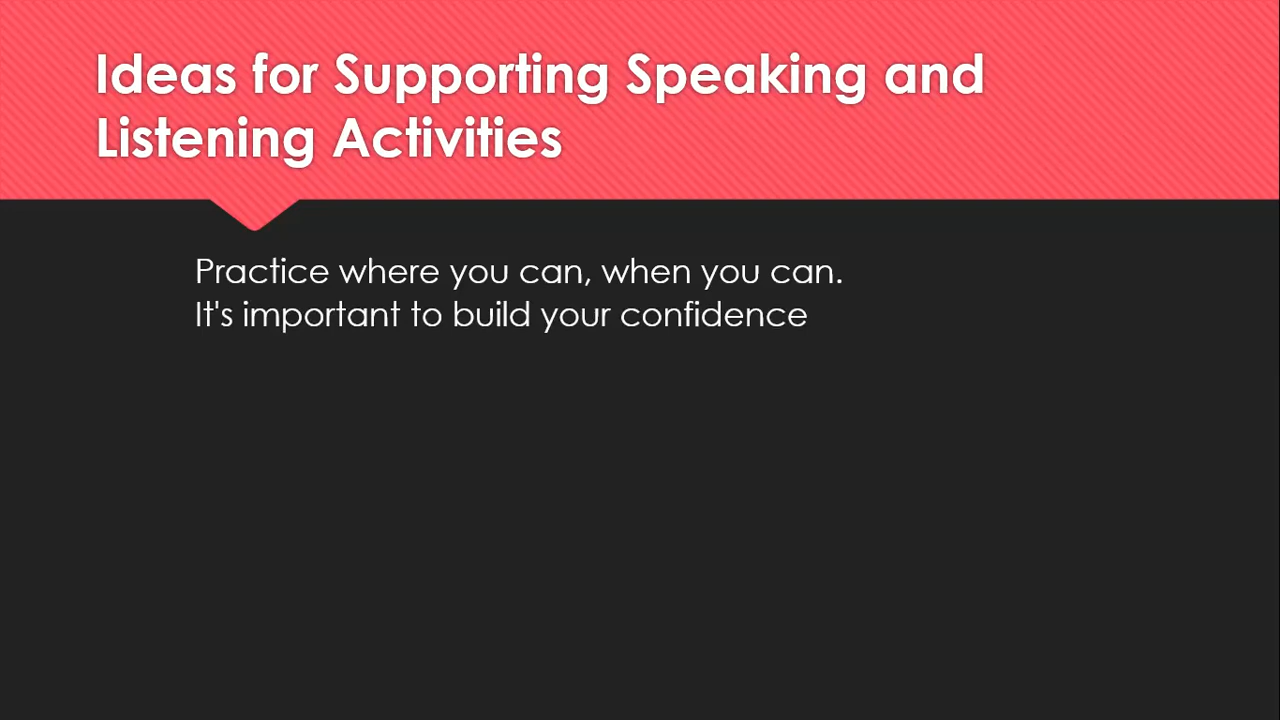 Ideas for Supporting Speaking and
Listening Activities
Practice where you can, when you can.
It's important to build your confidence